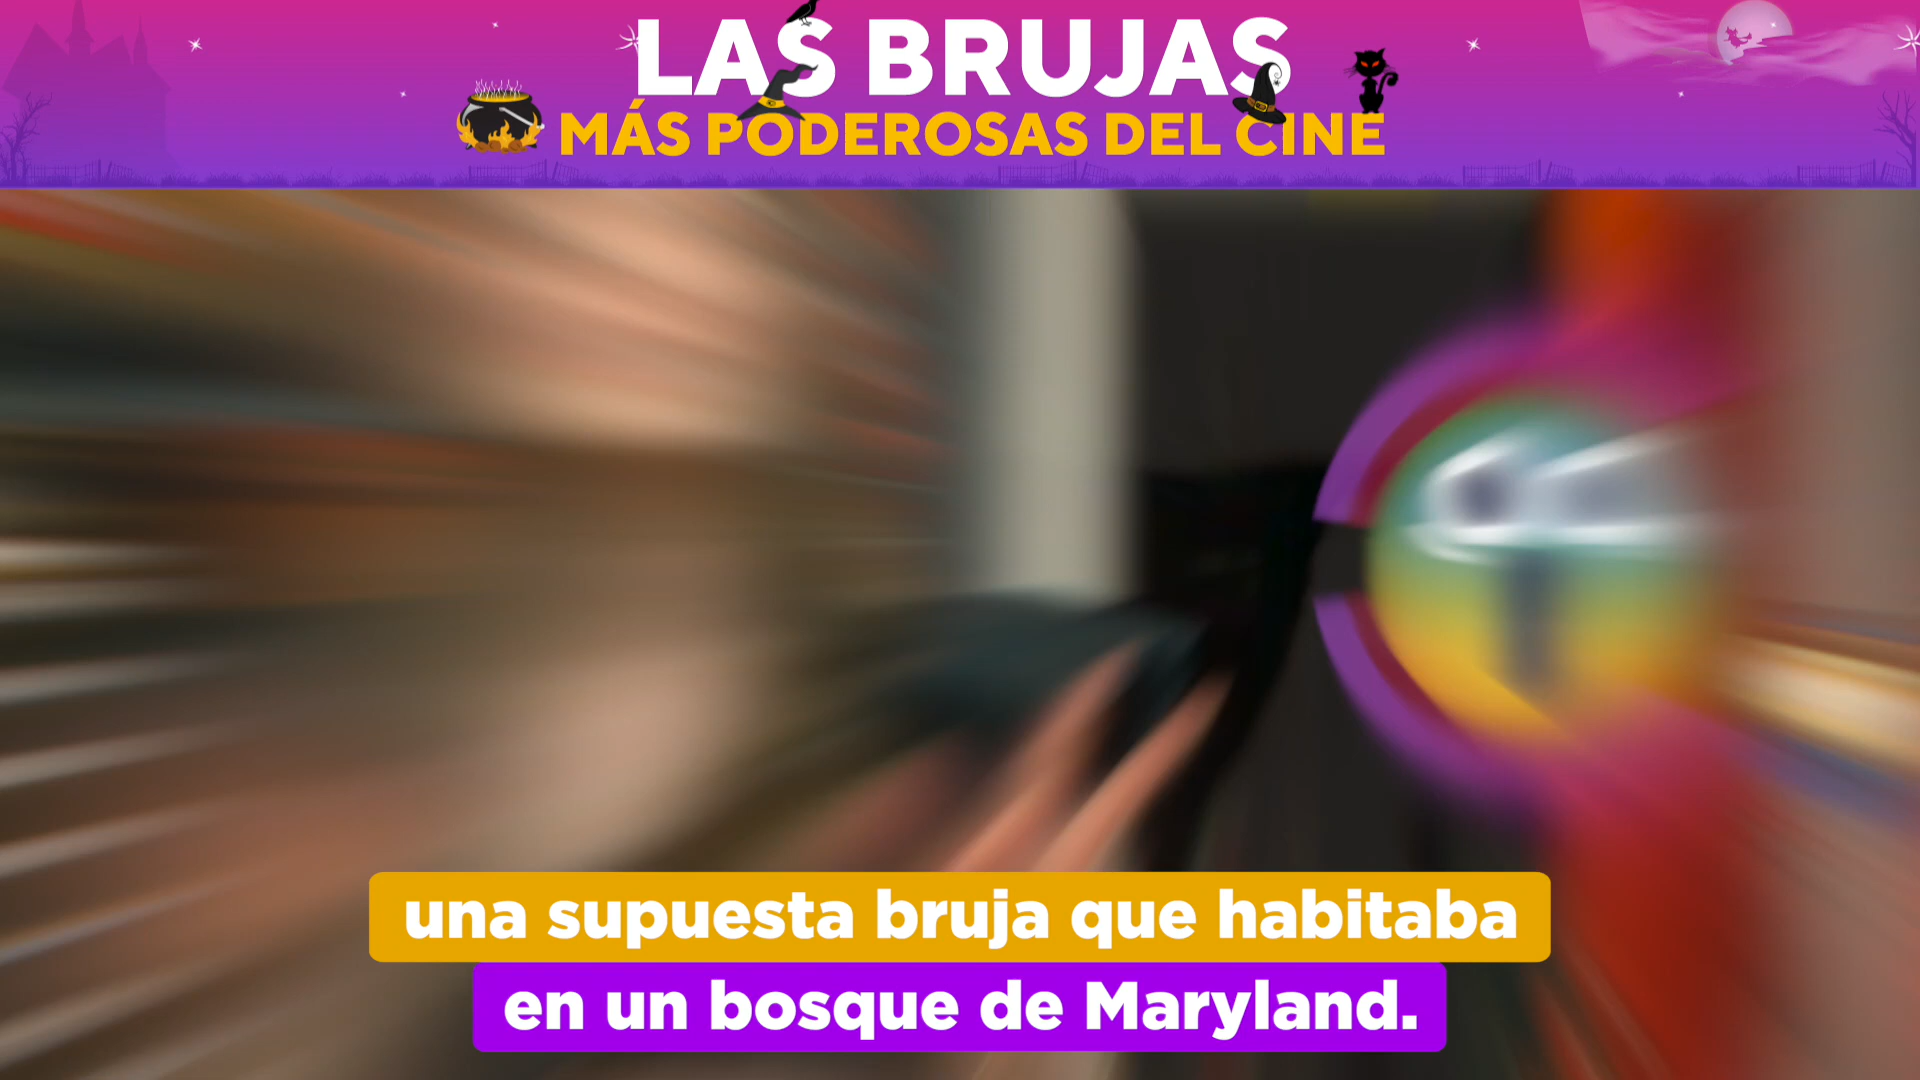 LAS BRUJAS
MÁS PODEROSAS DEL CINE
una supuesta bruja que habitaba
en un bosque de Maryland.